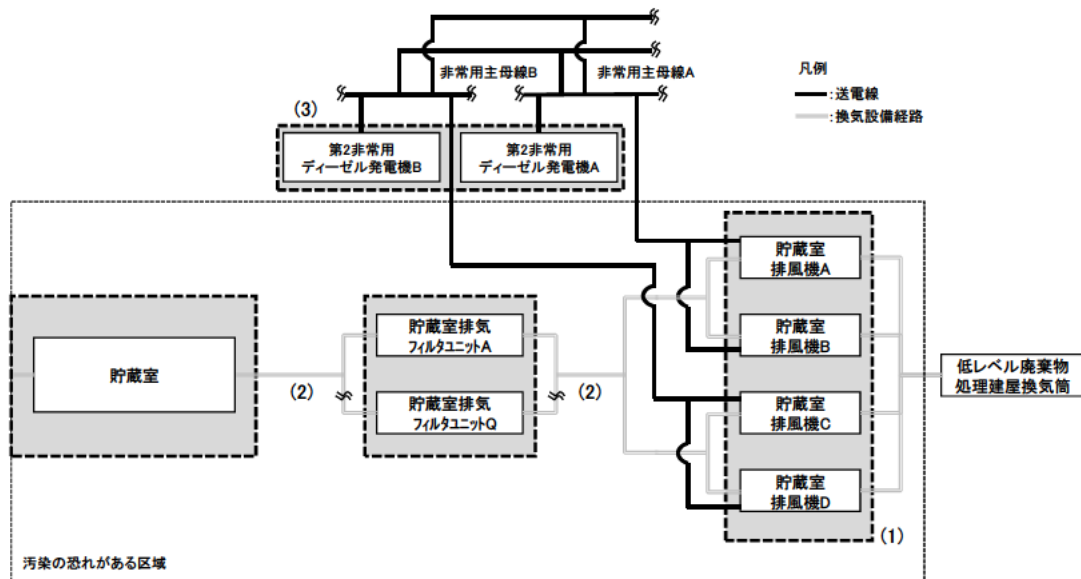 非常用主母線B
非常用主母線A
凡例
:送電線
:換気設備経路
(3)
第2非常用
ディーゼル発電機B
第2非常用
ディーゼル発電機A
貯蔵室
排風機A
貯蔵室排気
フィルタユニットA
貯蔵室
排風機B
貯蔵室
(2)
(2)
低レベル廃棄物
処理建屋換気筒
貯蔵室排気
フィルタユニットQ
貯蔵室
排風機C
貯蔵室
排風機D
(1)
汚染の恐れがある区域